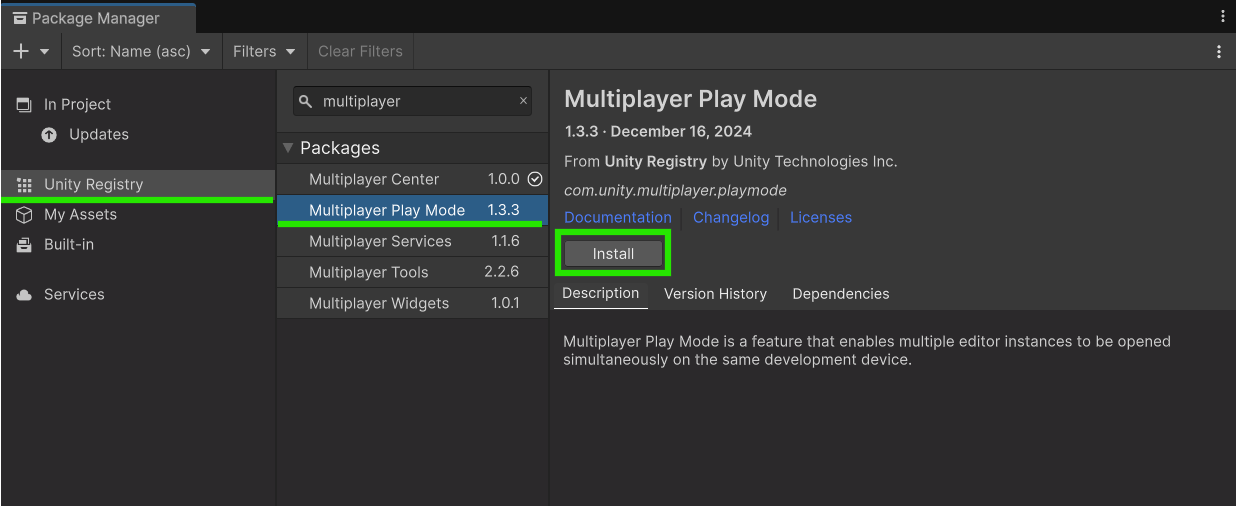 Package Manager
Sort: Name (asc)
Filters
Clear Filters
In Project
Updates
Unity Registry
My Assets
Built-in
Services
multiplayer
Packages
Multiplayer Center 1.0.0
Multiplayer Play Mode 1.3.3
Multiplayer Services 1.1.6
Multiplayer Tools 2.2.6
Multiplayer Widgets 1.0.1
Multiplayer Play Mode
1.3.3 · December 16, 2024
From Unity Registry by Unity Technologies Inc.
com.unity.multiplayer.playmode
Documentation Changelog Licenses
Install
Description Version History Dependencies
Multiplayer Play Mode is a feature that enables multiple editor instances to be opened
simultaneously on the same development device.